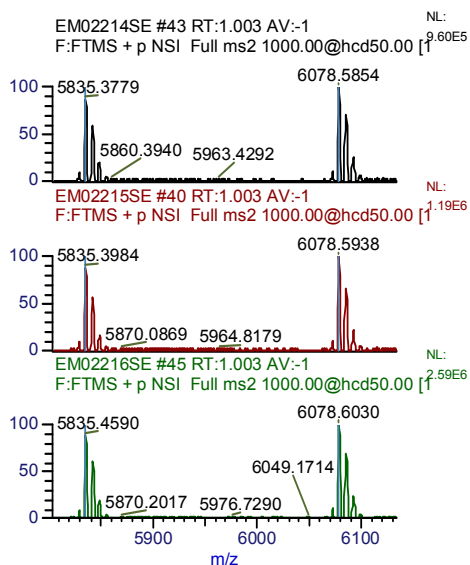 EM02214SE #43 RT:1.003 AV:-1
NL:
F:FTMS + p NSI Full ms2 1000.00@hcd50.00 [1
9.60E5
5835.3779
6078.5854
100
5860.3940
5963.4292
50
0
EM02215SE #40 RT:1.003 AV:-1
NL:
F:FTMS + p NSI Full ms2 1000.00@hcd50.00 [1
1.19E6
5835.3984
6078.5938
100
5870.0869
5964.8179
50
0
EM02216SE #45 RT:1.003 AV:-1
NL:
F:FTMS + p NSI Full ms2 1000.00@hcd50.00 [1
2.59E6
5835.4590
6078.6030
100
6049.1714
5870.2017
5976.7290
50
0
5900
6000
6100
m/z